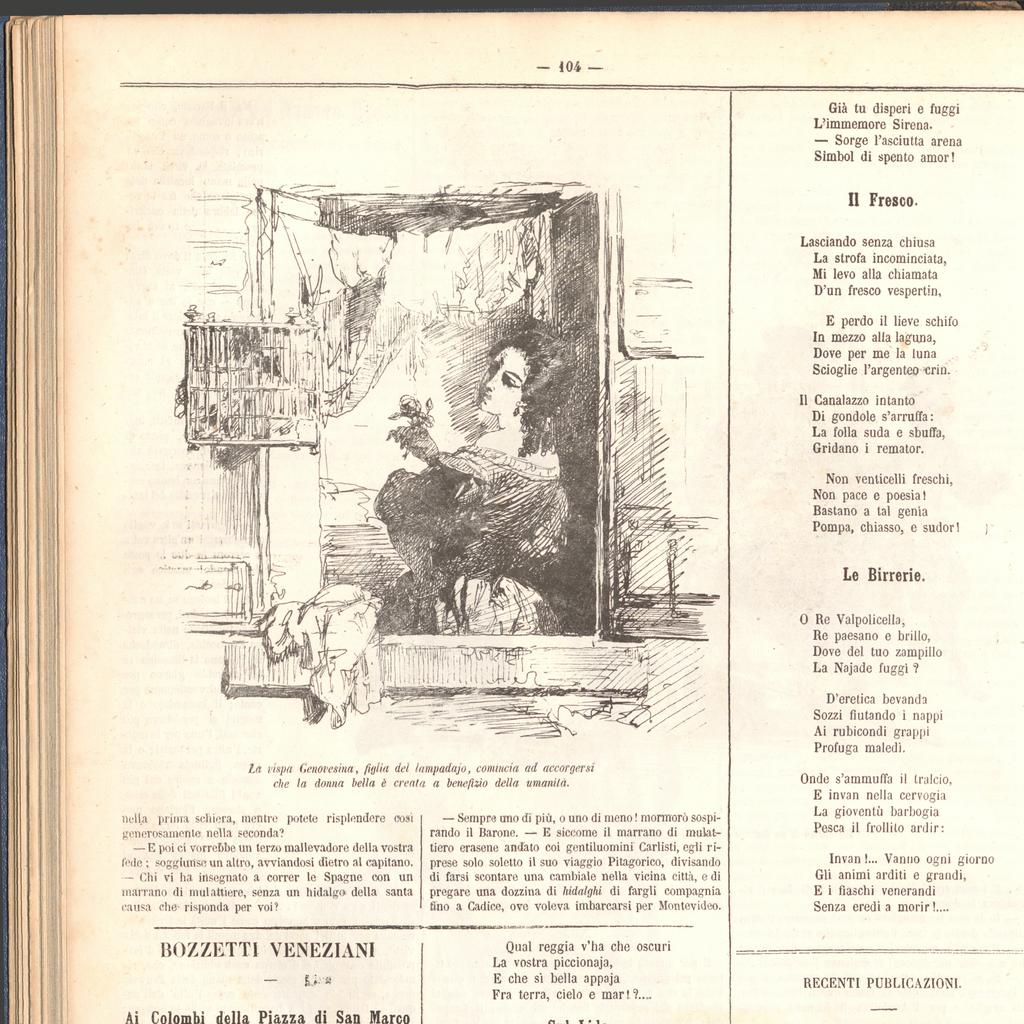 — 104 —
La vispa Genovesina, figlia del lampadajo, comincia ad accorgersi
che la donna bella è creata a benefizio della umanità.
nella prima schiera, mentre potete risplendere così
generosamente nella seconda?
— E poi ci vorrebbe un terzo mallevadore della vostra
fede; soggiunse un altro, avviandosi dietro al capitano.
— Chi vi ha insegnato a correr le Spagne con un
marrano di mulattiere, senza un hidalgo della santa
causa che risponda per voi?
— Sempre uno di più, o uno di meno! mormorò sospi-
rando il Barone. — E siccome il marrano di mulat-
tiero erasene andato coi gentiluomini Carlisti, egli ri-
prese solo soletto il suo viaggio Pitagorico, divisando
di farsi scontare una cambiale nella vicina città, e di
pregare una dozzina di hidalghi di fargli compagnia
fino a Cadice, ove voleva imbarcarsi per Montevideo.
BOZZETTI VENEZIANI
Ai Colombi della Piazza di San Marco
Qual reggia v'ha che oscuri
La vostra piccionaja,
E che sì bella appaja
Fra terra, cielo e mar!?....
Sul Lido
Già tu disperi e fuggi
L'immemore Sirena.
— Sorge l'asciutta arena
Simbol di spento amor!
Il Fresco.
Lasciando senza chiusa
La strofa incominciata,
Mi levo alla chiamata
D'un fresco vespertin,
E perdo il lieve schifo
In mezzo alla laguna,
Dove per me la luna
Scioglie l'argenteo crin.
Il Canalazzo intanto
Di gondole s'arruffa:
La folla suda e sbuffa,
Gridano i remator.
Non venticelli freschi,
Non pace e poesia!
Bastano a tal genia
Pompa, chiasso, e sudor!
Le Birrerie.
O Re Valpolicella,
Re paesano e brillo,
Dove del tuo zampillo
La Najade fuggì?
D'eretica bevanda
Sozzi fiutando i nappi
Ai rubicondi grappi
Profuga maledì.
Onde s'ammuffa il tralcio,
E invan nella cervogia
La gioventù barbogia
Pesca il frollito ardir:
Invan!... Vanno ogni giorno
Gli animi arditi e grandi,
E i fiaschi venerandi
Senza eredi a morir!....
RECENTI PUBLICAZIONI.